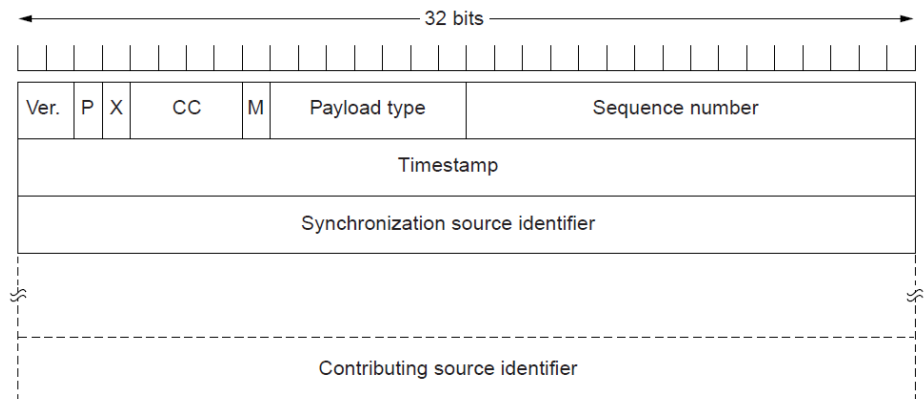 32 bits
Ver. P X CC M Payload type Sequence number
Timestamp
Synchronization source identifier
Contributing source identifier